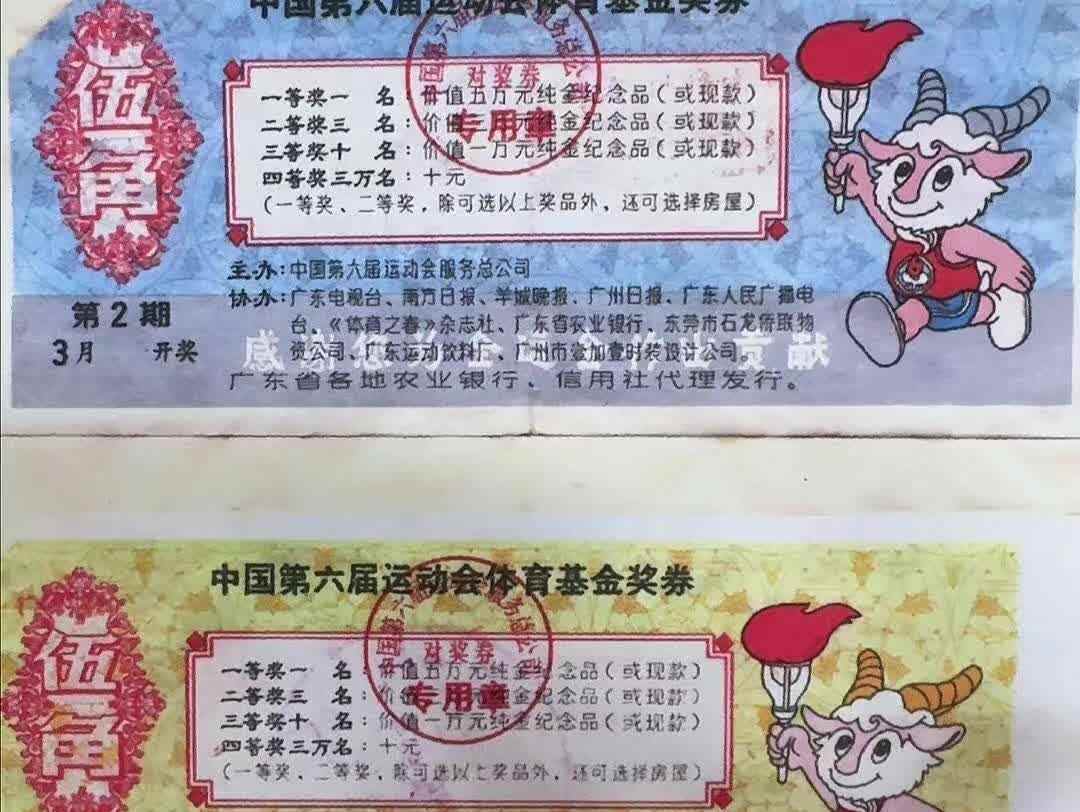 中国第六届运动会体育基金奖券
伍角
对奖券
专用章
一等奖一 名：价值五万元纯金纪念品（或现款）
二等奖三 名：价值三万元纯金纪念品（或现款）
三等奖十 名：价值一万元纯金纪念品（或现款）
四等奖三万名：十元
（一等奖、二等奖，除可选以上奖品外，还可选择房屋）
主办：中国第六届运动会服务总公司
协办：广东电视台、南方日报、羊城晚报、广州日报、广东人民广播电
台、《体育之春》杂志社、广东省农业银行、东莞市石龙侨联物
资公司、广东运动饮料厂、广州市壹加壹时装设计公司。
广东省各地农业银行、信用社代理发行。
第2期
3月 开奖
中国第六届运动会体育基金奖券
伍角
对奖券
专用章
一等奖一 名：价值五万元纯金纪念品（或现款）
二等奖三 名：价值 万元纯金纪念品（或现款）
三等奖十 名：价值一万元纯金纪念品（或现款）
四等奖三万名：十元
（一等奖、二等奖，除可选以上奖品外，还可选择房屋）